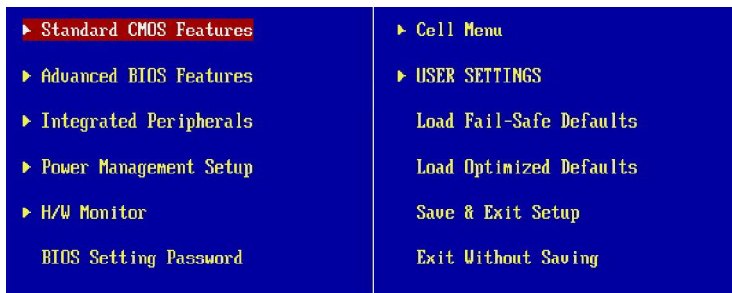 Standard CMOS Features
Advanced BIOS Features
Integrated Peripherals
Power Management Setup
H/W Monitor
BIOS Setting Password
Cell Menu
USER SETTINGS
Load Fail-Safe Defaults
Load Optimized Defaults
Save & Exit Setup
Exit Without Saving